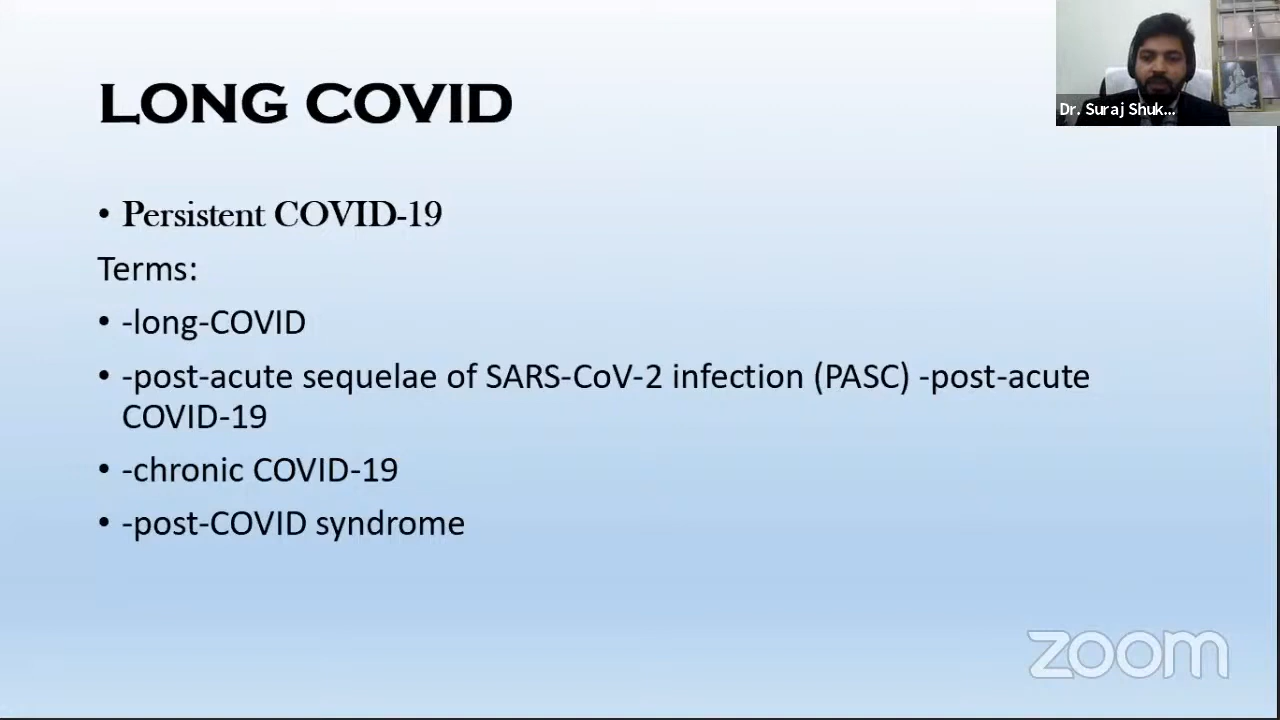 LONG COVID
Dr. Suraj Shuk...
• Persistent COVID-19
Terms:
• -long-COVID
• -post-acute sequelae of SARS-CoV-2 infection (PASC) -post-acute
COVID-19
• -chronic COVID-19
• -post-COVID syndrome
zoom